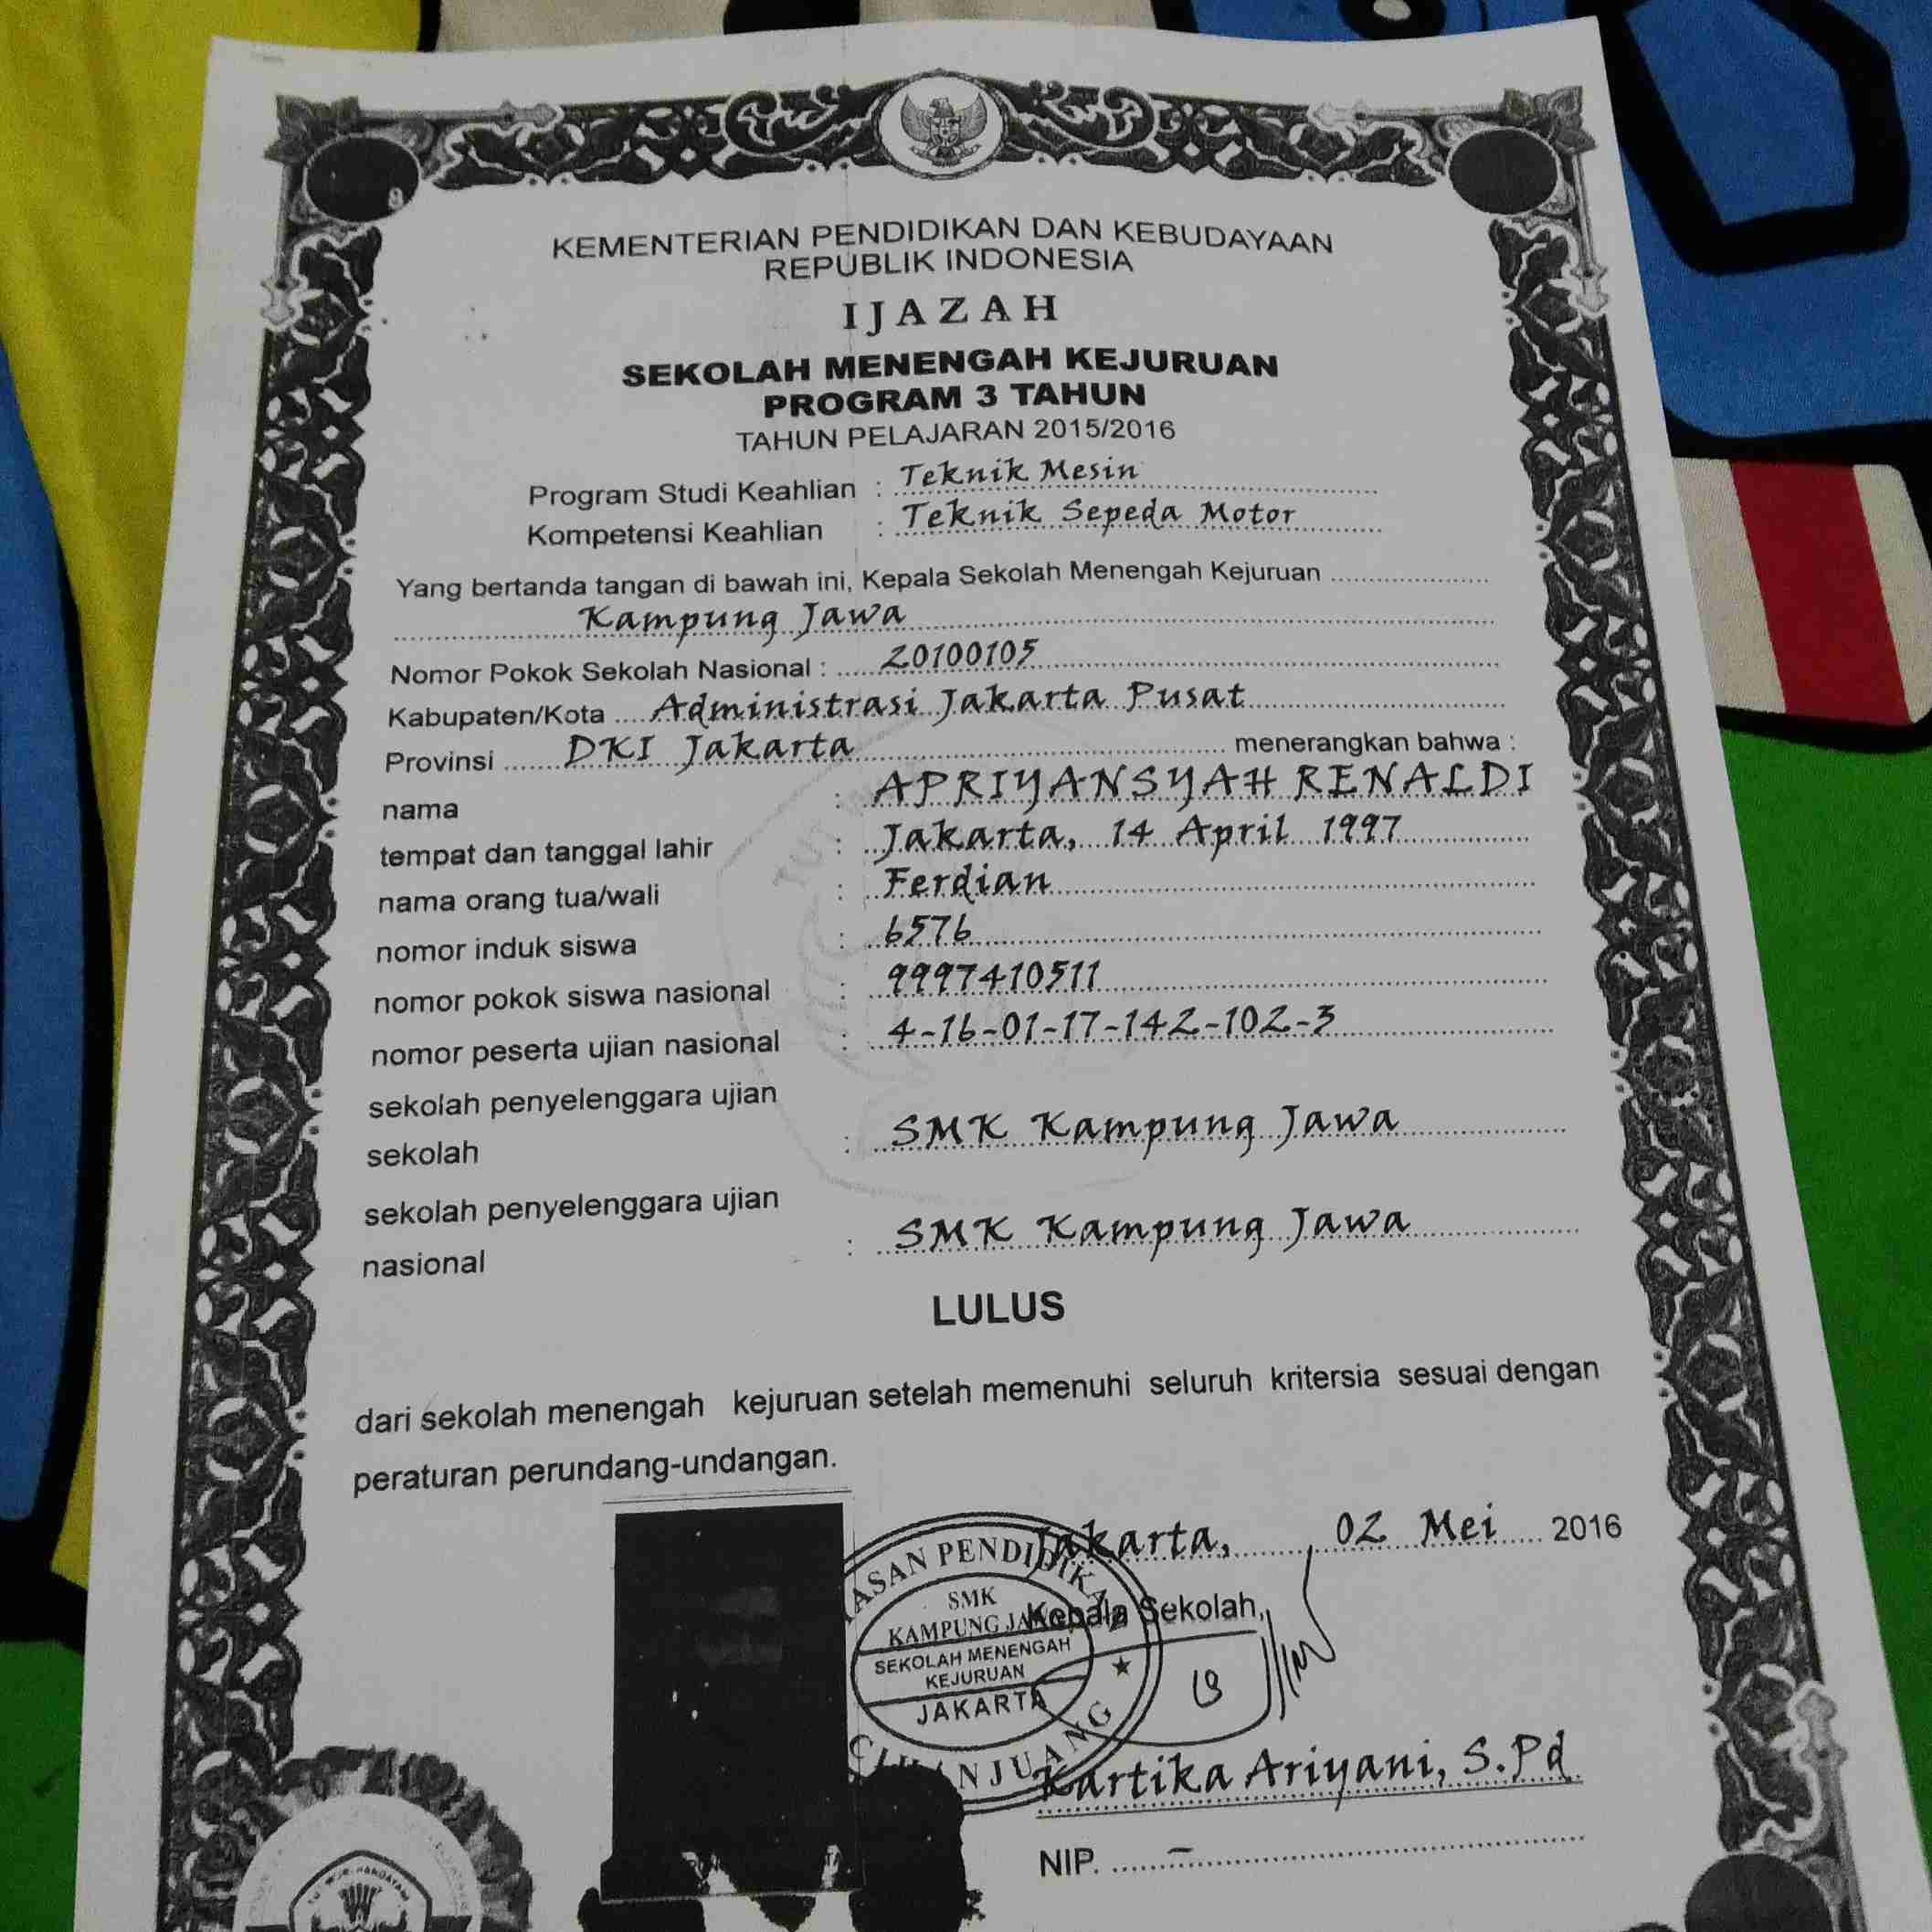 KEMENTERIAN PENDIDIKAN DAN KEBUDAYAAN
REPUBLIK INDONESIA
IJAZAH
SEKOLAH MENENGAH KEJURUAN
PROGRAM 3 TAHUN
TAHUN PELAJARAN 2015/2016
Program Studi Keahlian : Teknik Mesin
Kompetensi Keahlian : Teknik Sepeda Motor
Yang bertanda tangan di bawah ini, Kepala Sekolah Menengah Kejuruan
Kampung Jawa
Nomor Pokok Sekolah Nasional : 20100105
Kabupaten/Kota Administrasi Jakarta Pusat
Provinsi DKI Jakarta menerangkan bahwa :
nama : APRIYANSYAH RENALDI
tempat dan tanggal lahir : Jakarta, 14 April 1997
nama orang tua/wali : Ferdian
nomor induk siswa : 6576
nomor pokok siswa nasional : 9997410511
nomor peserta ujian nasional : 4-16-01-17-142-102-3
sekolah penyelenggara ujian
sekolah : SMK Kampung Jawa
sekolah penyelenggara ujian
nasional : SMK Kampung Jawa
LULUS
dari sekolah menengah kejuruan setelah memenuhi seluruh kritersia sesuai dengan
peraturan perundang-undangan.
Jakarta, 02 Mei 2016
Kepala Sekolah,
SMK
KAMPUNG JAWA
SEKOLAH MENENGAH
KEJURUAN
JAKARTA
Kartika Ariyani, S.Pd
NIP. –